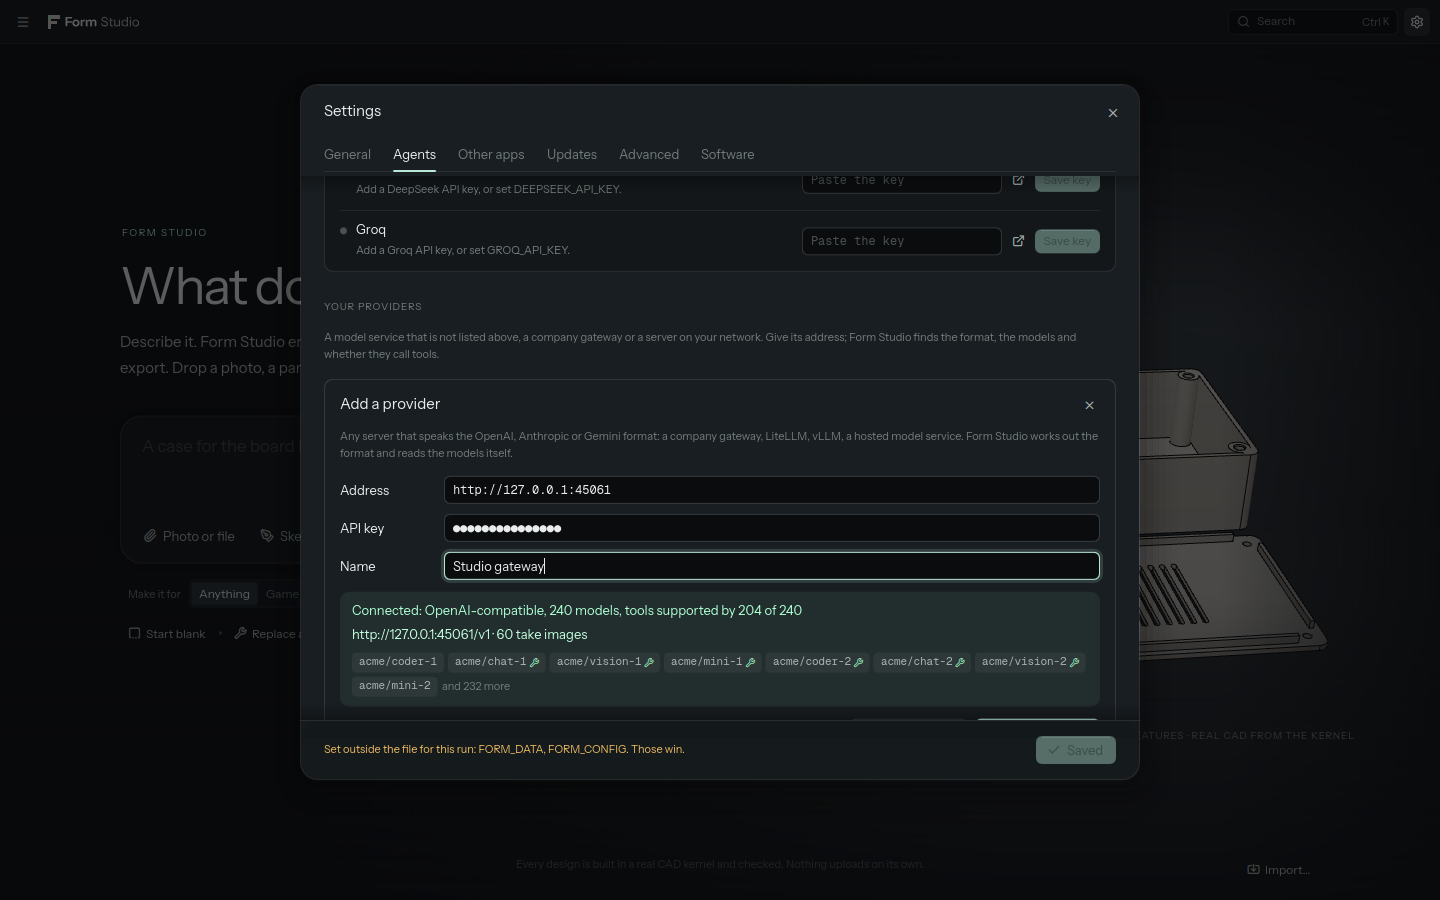 Form Studio
Search
Ctrl K
Settings
General
Agents
Other apps
Updates
Advanced
Software
Add a DeepSeek API key, or set DEEPSEEK_API_KEY.
Paste the key
Save key
Groq
Add a Groq API key, or set GROQ_API_KEY.
Paste the key
Save key
YOUR PROVIDERS
A model service that is not listed above, a company gateway or a server on your network. Give its address; Form Studio finds the format, the models and
whether they call tools.
Add a provider
Any server that speaks the OpenAI, Anthropic or Gemini format: a company gateway, LiteLLM, vLLM, a hosted model service. Form Studio works out the
format and reads the models itself.
Address
http://127.0.0.1:45061
API key
Name
Studio gateway
Connected: OpenAI-compatible, 240 models, tools supported by 204 of 240
http://127.0.0.1:45061/v1 · 60 take images
acme/coder-1
acme/chat-1
acme/vision-1
acme/mini-1
acme/coder-2
acme/chat-2
acme/vision-2
acme/mini-2
and 232 more
Set outside the file for this run: FORM_DATA, FORM_CONFIG. Those win.
Saved
FORM STUDIO
What do
Describe it. Form Studio
export. Drop a photo, a
A case for the board
Photo or file
Make it for
Anything
Game
Start blank
Replace
REAL CAD FROM THE KERNEL
Every design is built in a real CAD kernel and checked. Nothing uploads on its own.
Import...